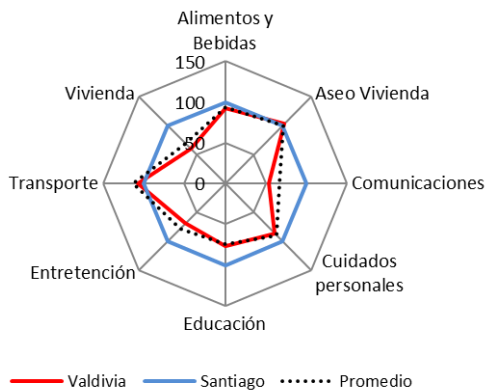 Alimentos y
Bebidas
150
100
50
0
Aseo Vivienda
Comunicaciones
Cuidados
personales
Educación
Entretención
Transporte
Vivienda
Valdivia
Santiago
Promedio